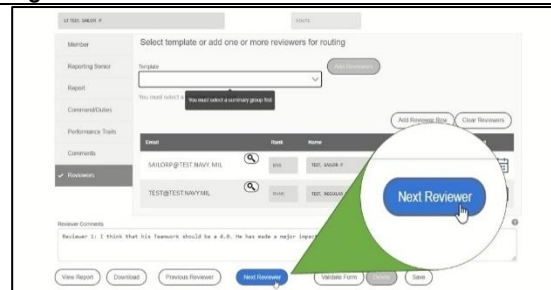 LT TEST, SAILOR P
Member
Select template or add one or more reviewers for routing
Reporting Senior
Template
Add Reviewers
Report
You must select a
You must select a summary group first
Command/Duties
Add Reviewer Row
Clear Reviewers
Performance Traits
Email
Rank
Name
Comments
SAILORP@TEST.NAVY.MIL
TEST, SAILOR P
Reviewers
TEST@TEST.NAVY.MIL
Next Reviewer
Reviewer Comments
Reviewer 1: I think that his Teamwork should be a 4.0. He has made a major
View Report
Download
Previous Reviewer
Next Reviewer
Validate Form
Delete
Save